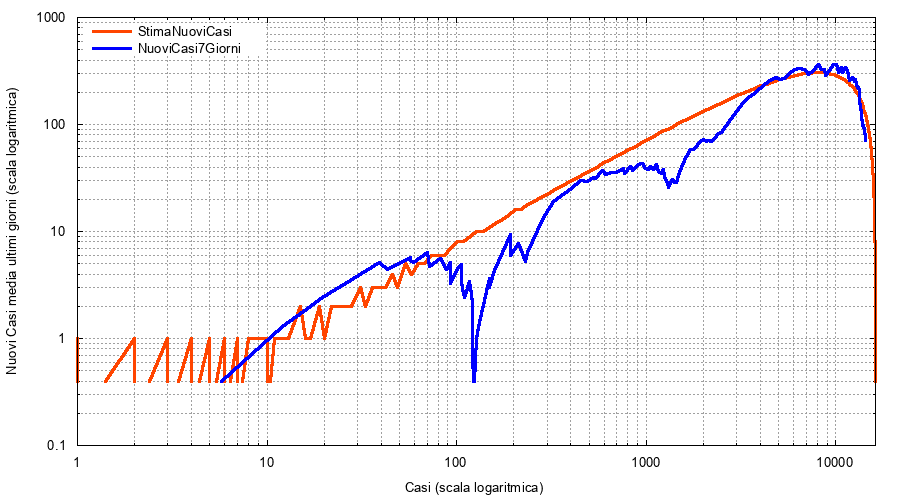 1000
StimaNuoviCasi
NuoviCasi7Giorni
100
10
1
0.1
Nuovi Casi media ultimi giorni (scala logaritmica)
1 10 100 1000 10000
Casi (scala logaritmica)